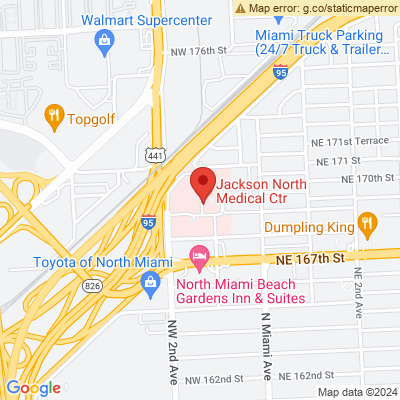 Map error: g.co/staticmaperror
Walmart Supercenter
NW 176th St
Miami Truck Parking
(24/7 Truck & Trailer...
95
Topgolf
441
NE 171st Terrace
NE 171 St
NE 170th St
Jackson North
Medical Ctr
95
Dumpling King
Toyota of North Miami
NE 167th St
826
North Miami Beach
Gardens Inn & Suites
NW 2nd Ave
N Miami Ave
NE 2nd Ave
NW 162nd St
NE 162nd St
Google
Map data ©2024